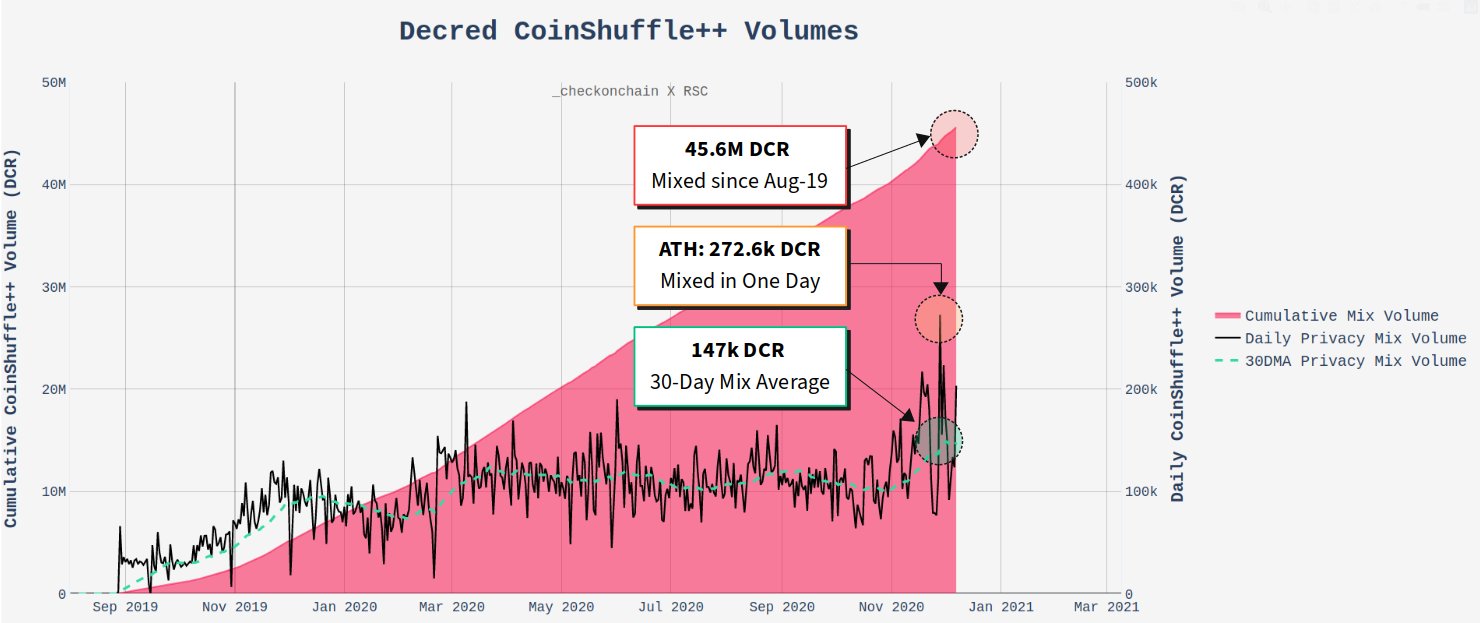 Decred CoinShuffle++ Volumes
_checkonchain X RSC
Cumulative CoinShuffle++ Volume (DCR)
50M
40M
30M
20M
10M
0
45.6M DCR
Mixed since Aug-19
ATH: 272.6k DCR
Mixed in One Day
147k DCR
30-Day Mix Average
500k
400k
300k
200k
100k
0
Daily CoinShuffle++ Volume (DCR)
Sep 2019
Nov 2019
Jan 2020
Mar 2020
May 2020
Jul 2020
Sep 2020
Nov 2020
Jan 2021
Mar 2021
Cumulative Mix Volume
Daily Privacy Mix Volume
30DMA Privacy Mix Volume